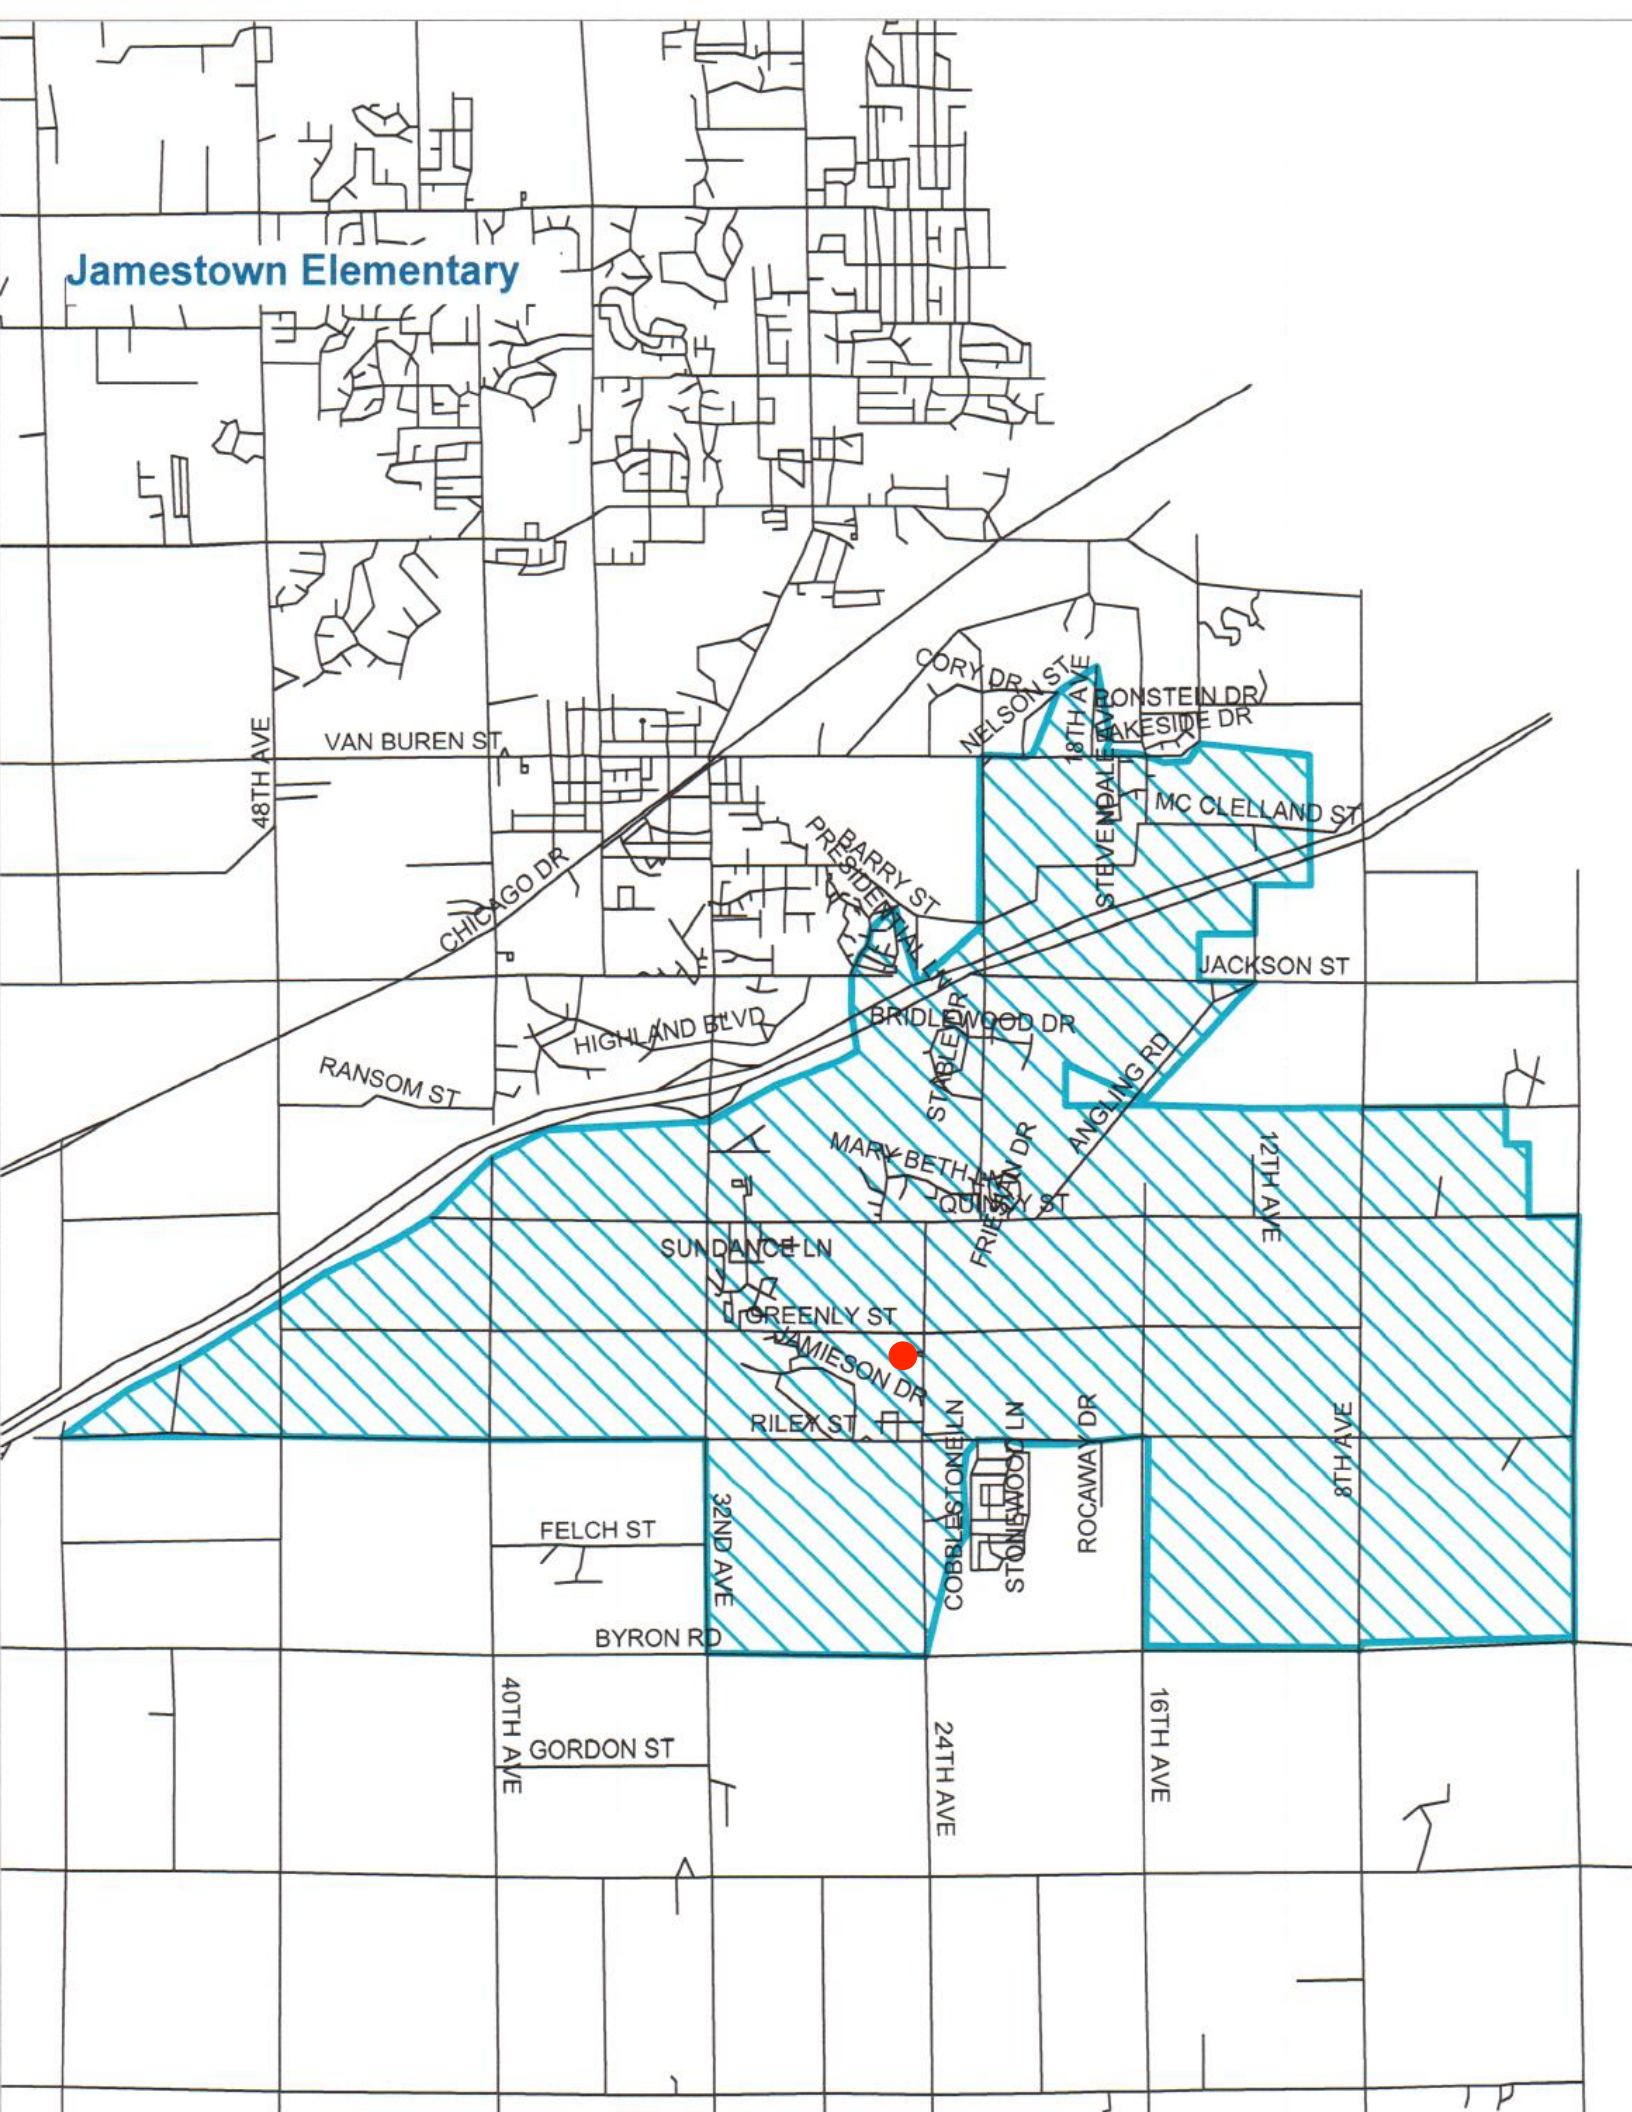 Jamestown Elementary
CORY DR
NELSON ST
18TH AVE
RONSTEIN DR
LAKESIDE DR
48TH AVE
VAN BUREN ST
STEVENDALE AVE
MC CLELLAND ST
BARRY ST
PRESIDENTIAL LN
CHICAGO DR
JACKSON ST
HIGHLAND BLVD
BRIDLEWOOD DR
STABLE DR
RANSOM ST
ANGLING RD
MARY BETH LN
FRIESIAN DR
QUINCY ST
12TH AVE
SUNDANCE LN
GREENLY ST
JAMIESON DR
RILEY ST
COBBLESTONE LN
STONEWOOD LN
ROCAWAY DR
8TH AVE
32ND AVE
FELCH ST
BYRON RD
40TH AVE
GORDON ST
24TH AVE
16TH AVE